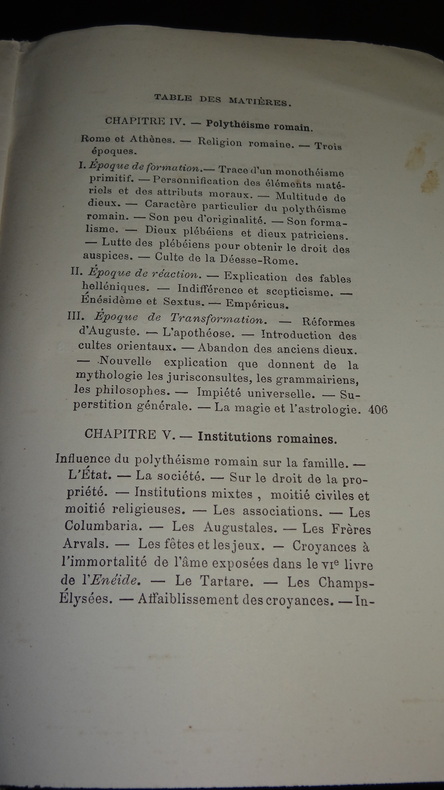 TABLE DES MATIÈRES.
CHAPITRE IV. — Polythéisme romain.
Rome et Athènes. — Religion romaine. — Trois
époques.
I. Époque de formation. — Trace d'un monothéisme
primitif. — Personnification des éléments maté-
riels et des attributs moraux. — Multitude de
dieux. — Caractère particulier du polythéisme
romain. — Son peu d'originalité. — Son forma-
lisme. — Dieux plébéiens et dieux patriciens.
— Lutte des plébéiens pour obtenir le droit des
auspices. — Culte de la Déesse-Rome.
II. Époque de réaction. — Explication des fables
helléniques. — Indifférence et scepticisme. —
Énésidème et Sextus. — Empéricus.
III. Époque de Transformation. — Réformes
d'Auguste. — L'apothéose. — Introduction des
cultes orientaux. — Abandon des anciens dieux.
— Nouvelle explication que donnent de la
mythologie les jurisconsultes, les grammairiens,
les philosophes. — Impiété universelle. — Su-
perstition générale. — La magie et l'astrologie. 406
CHAPITRE V. — Institutions romaines.
Influence du polythéisme romain sur la famille. —
L'État. — La société. — Sur le droit de la pro-
priété. — Institutions mixtes, moitié civiles et
moitié religieuses. — Les associations. — Les
Columbaria. — Les Augustales. — Les Frères
Arvals. — Les fêtes et les jeux. — Croyances à
l'immortalité de l'âme exposées dans le VIe livre
de l'Enéide. — Le Tartare. — Les Champs-
Élysées. — Affaiblissement des croyances. — In-